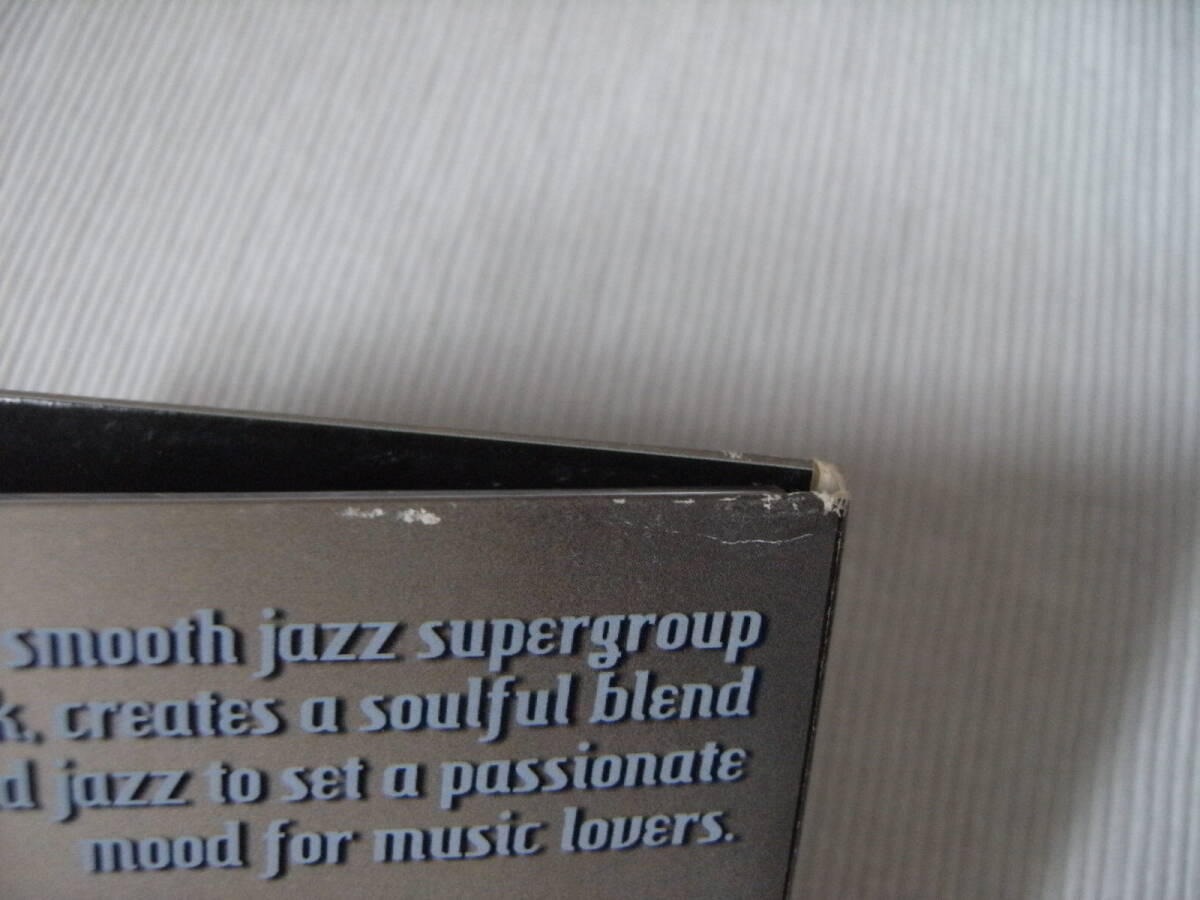 smooth jazz supergroup
k, creates a soulful blend
d jazz to set a passionate
mood for music lovers.